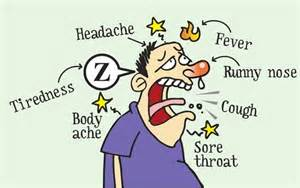 Headache
Fever
Z
Runny nose
Tiredness
Cough
Body
ache
Sore
throat